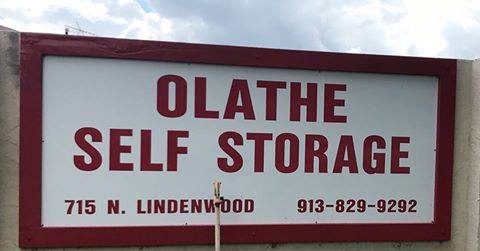 OLATHE
SELF STORAGE
715 N. LINDENWOOD 913-829-9292